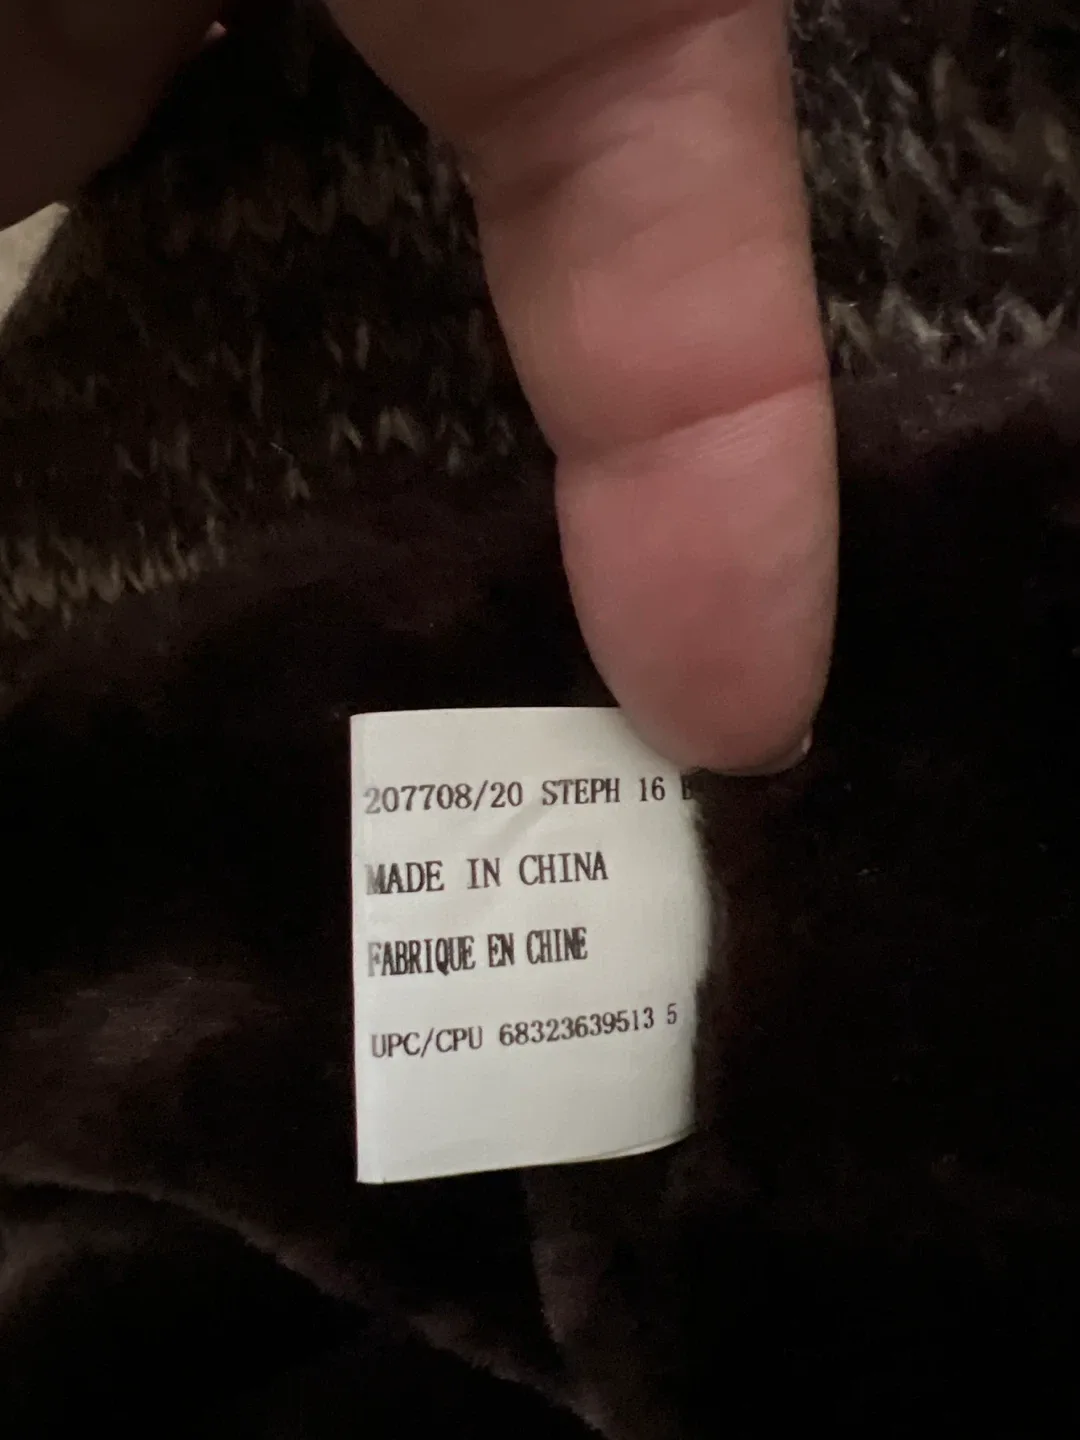 207708/20 STEPH 16
MADE IN CHINA
FABRIQUE EN CHINE
UPC/CPU 68323639513 5